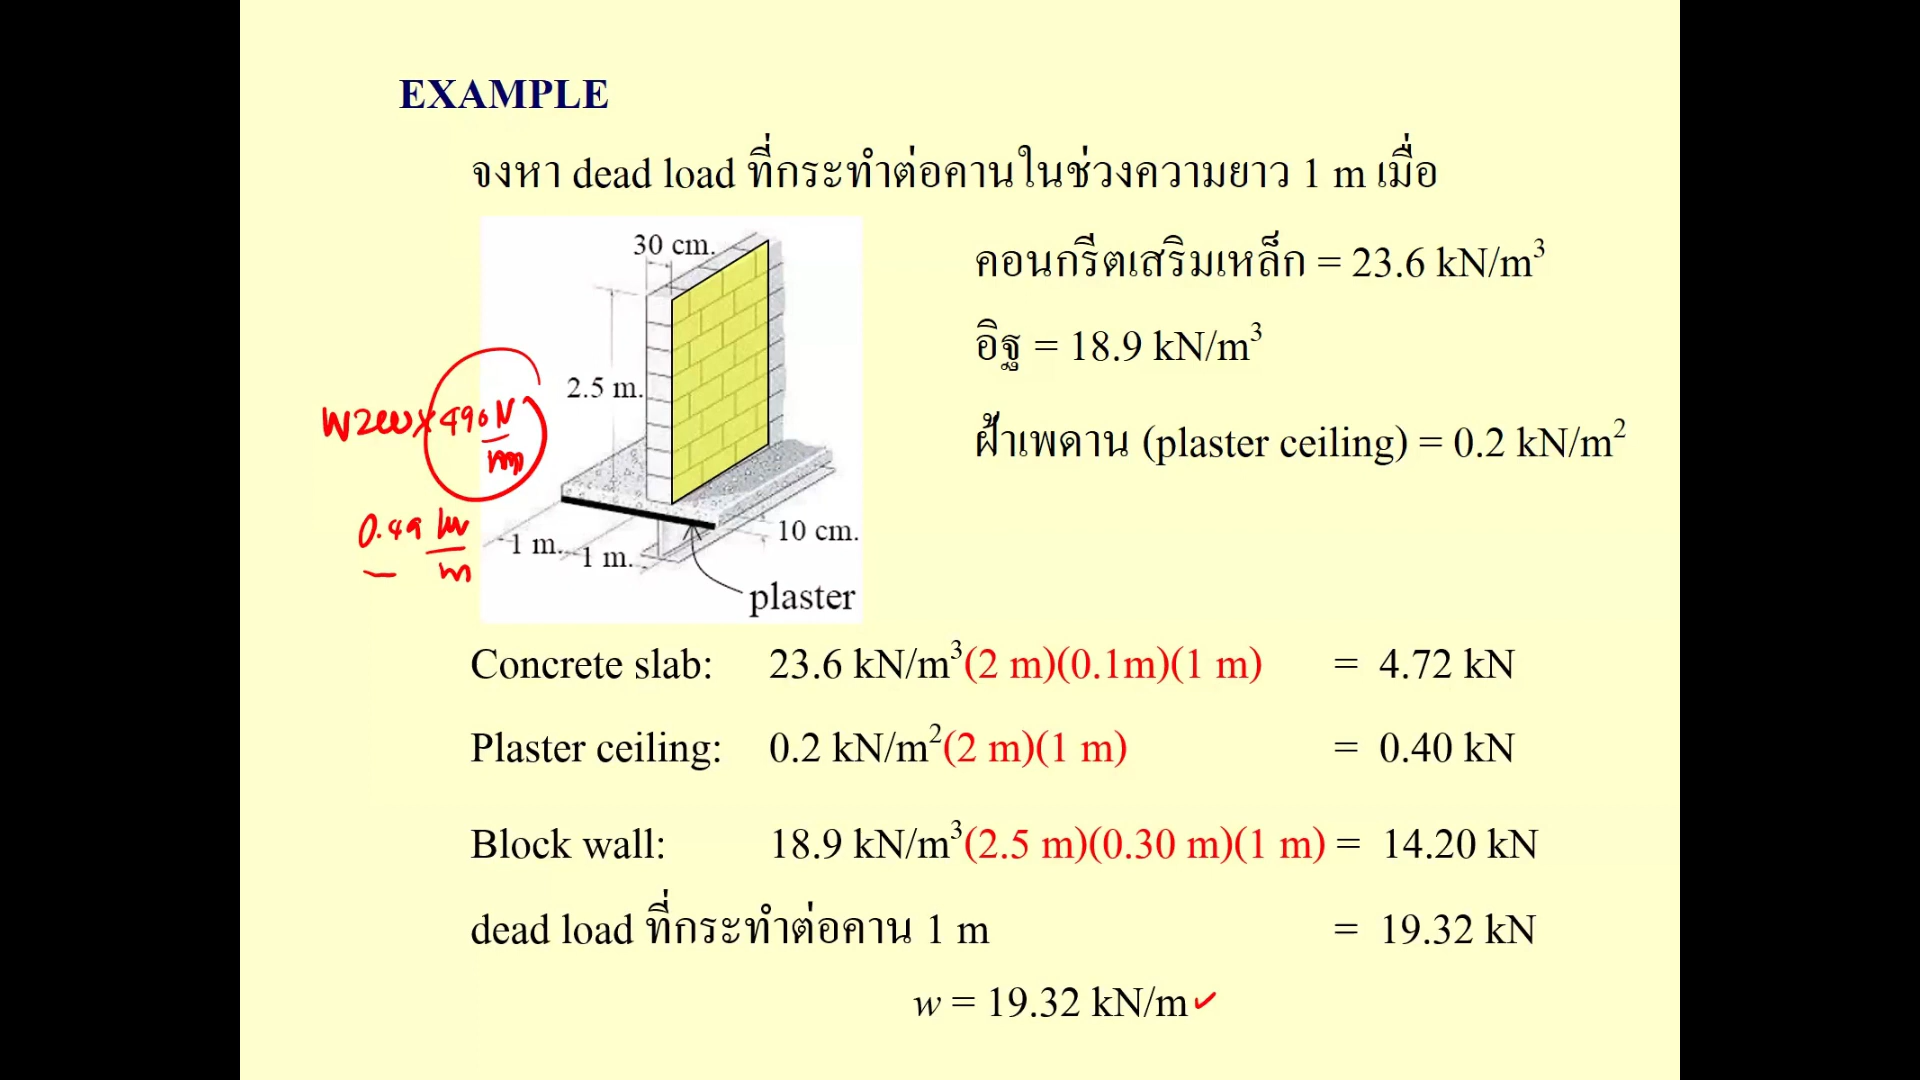 EXAMPLE
จงหา dead load ที่กระทำต่อคานในช่วงความยาว 1 m เมื่อ
30 cm.
2.5 m.
1 m.
1 m.
10 cm.
plaster
คอนกรีตเสริมเหล็ก = 23.6 kN/m³
อิฐ = 18.9 kN/m³
ฝ้าเพดาน (plaster ceiling) = 0.2 kN/m²
490 N/m
0.49 kN/m
Concrete slab: 23.6 kN/m³(2 m)(0.1m)(1 m) = 4.72 kN
Plaster ceiling: 0.2 kN/m²(2 m)(1 m) = 0.40 kN
Block wall: 18.9 kN/m³(2.5 m)(0.30 m)(1 m) = 14.20 kN
dead load ที่กระทำต่อคาน 1 m = 19.32 kN
w = 19.32 kN/m